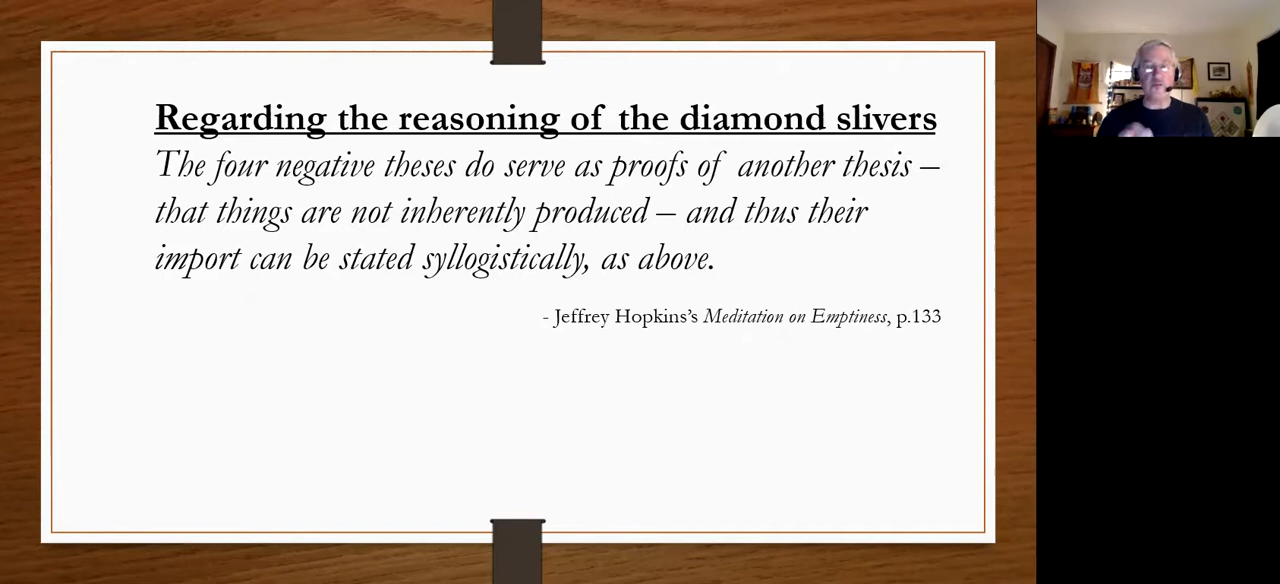 Regarding the reasoning of the diamond slivers
The four negative theses do serve as proofs of another thesis –
that things are not inherently produced – and thus their
import can be stated syllogistically, as above.
- Jeffrey Hopkins’s Meditation on Emptiness, p.133